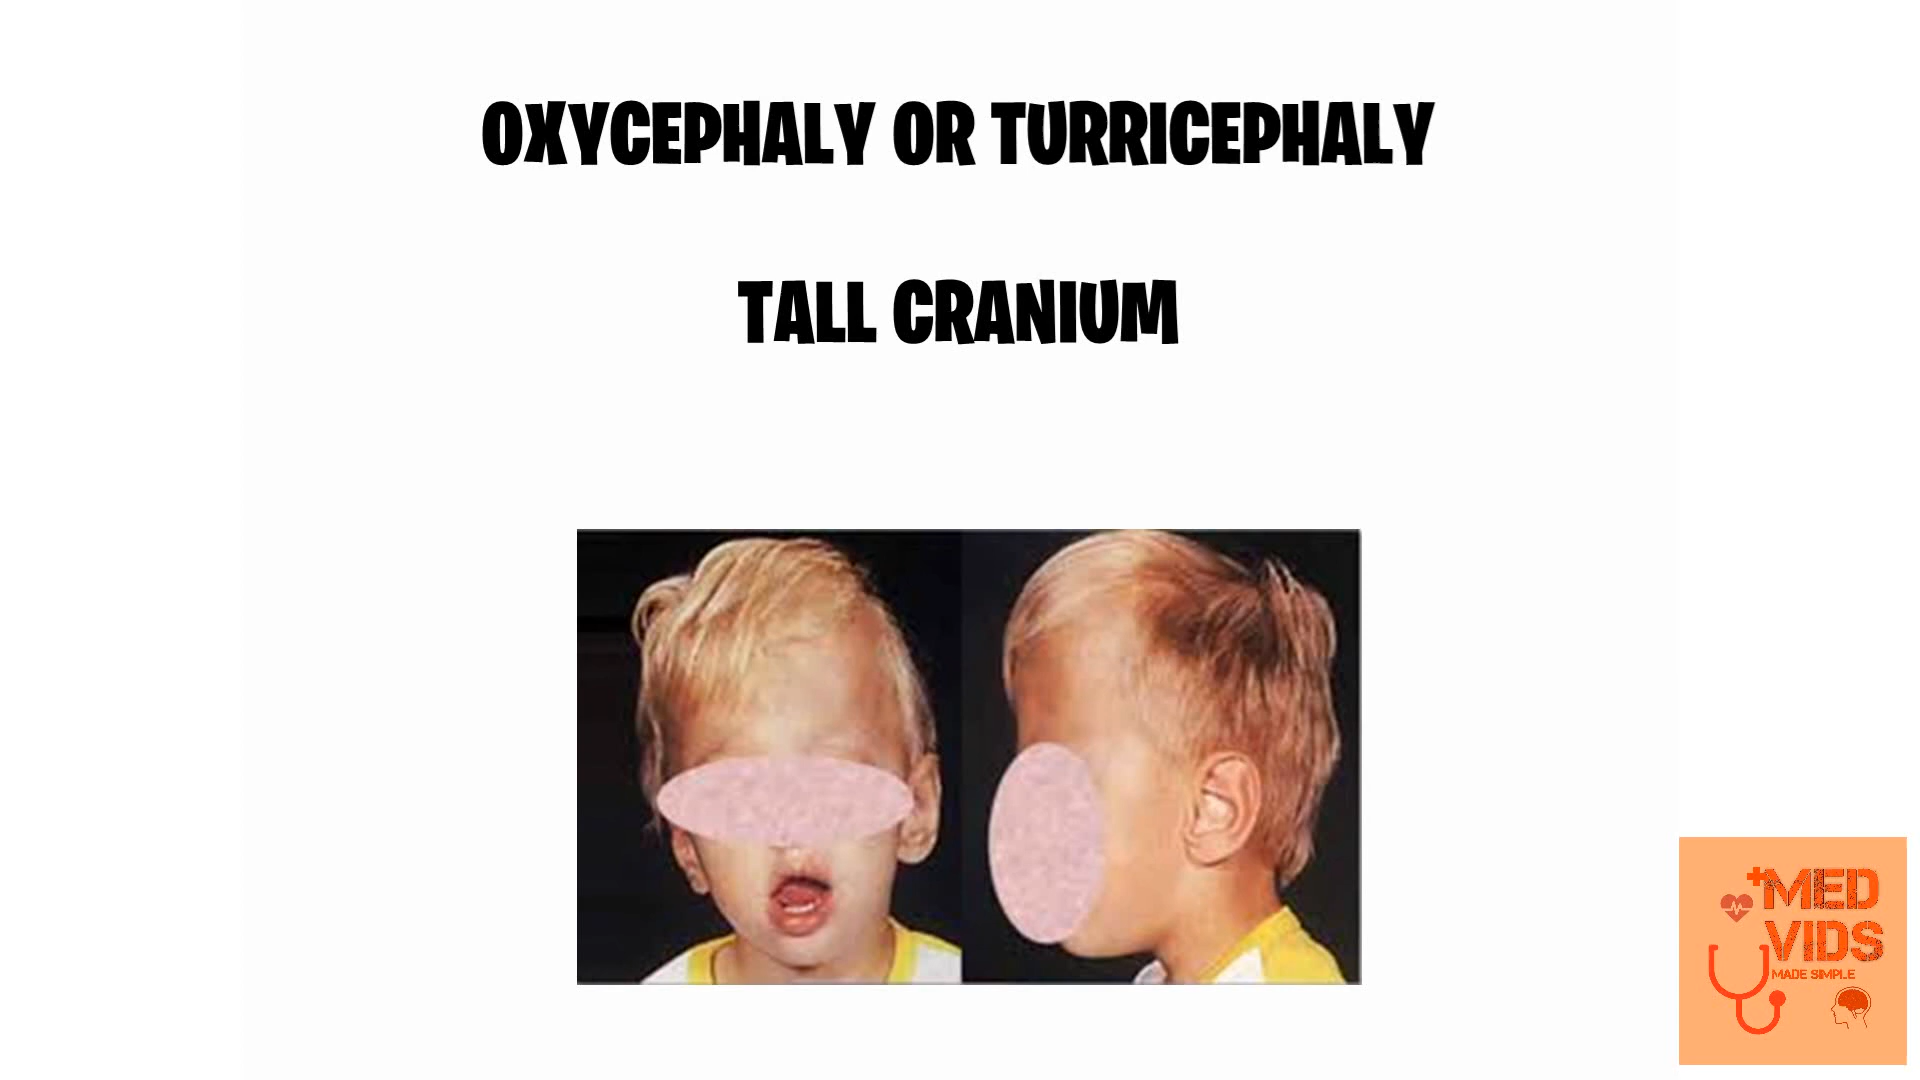 OXYCEPHALY OR TURRICEPHALY
TALL CRANIUM
MED
VIDS
MADE SIMPLE